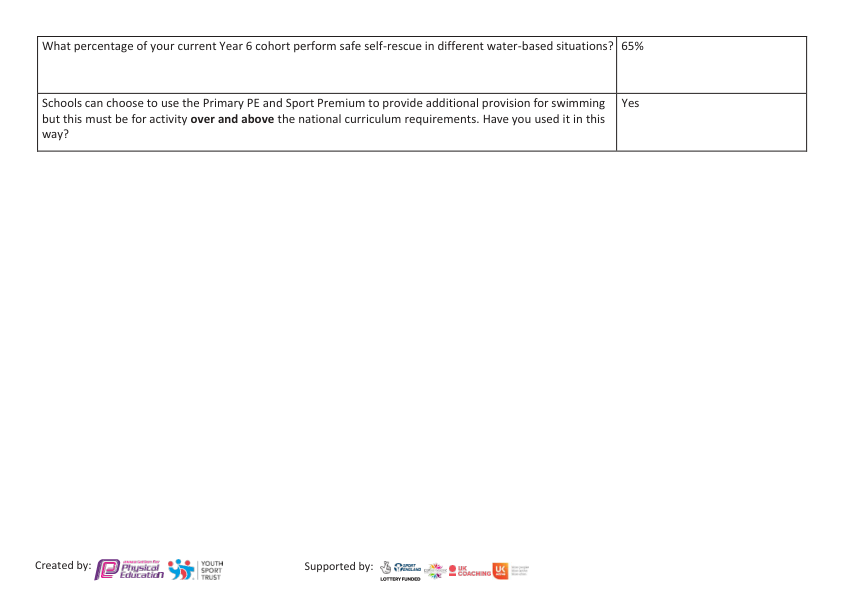 What percentage of your current Year 6 cohort perform safe self-rescue in different water-based situations? 65%
Schools can choose to use the Primary PE and Sport Premium to provide additional provision for swimming Yes
but this must be for activity over and above the national curriculum requirements. Have you used it in this
way?
Created by:
association for
Physical
Education
YOUTH
SPORT
TRUST
Supported by:
SPORT
ENGLAND
LOTTERY FUNDED
UK
COACHING
UK